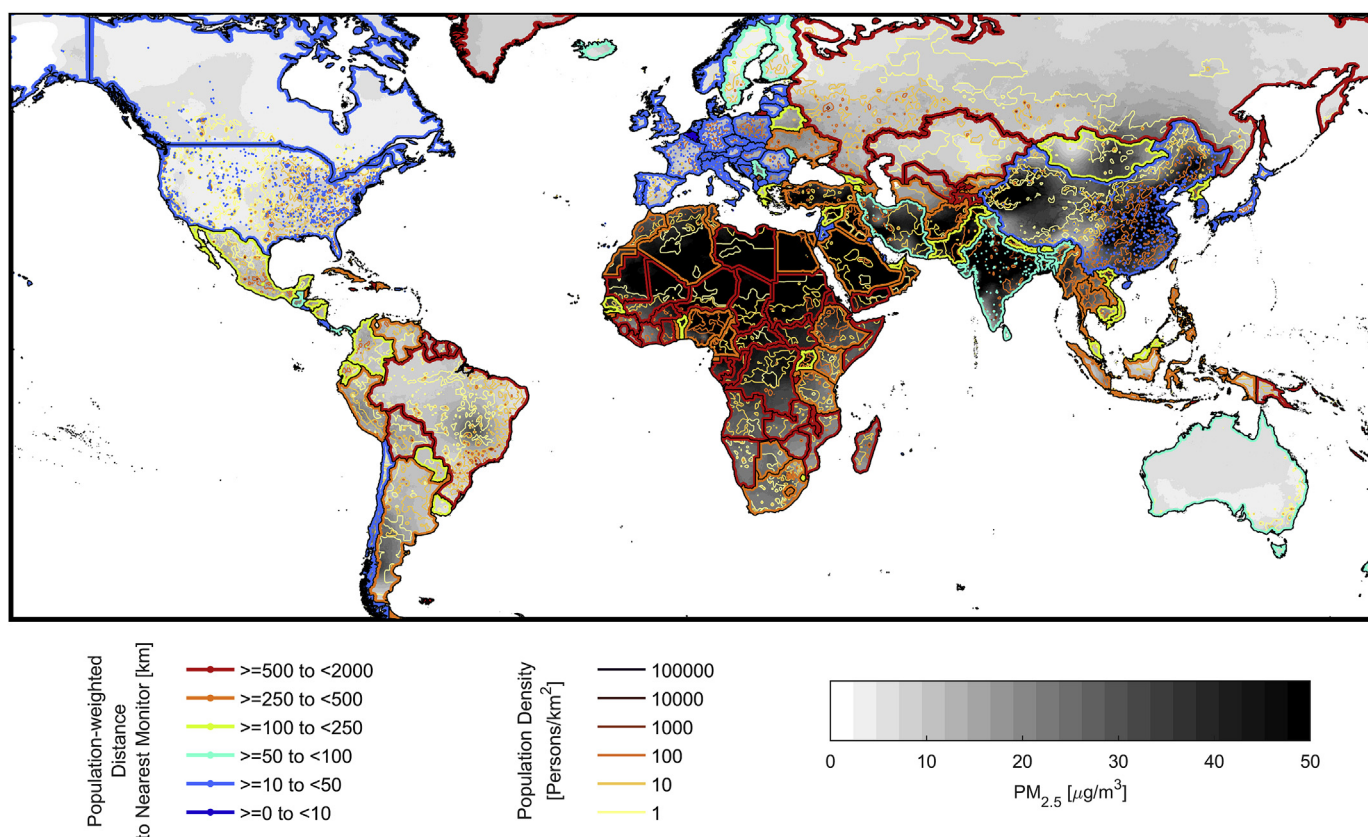 Population-weighted
Distance
to Nearest Monitor [km]
>=500 to <2000
>=250 to <500
>=100 to <250
>=50 to <100
>=10 to <50
>=0 to <10
Population Density
[Persons/km²]
100000
10000
1000
100
10
1
0 10 20 30 40 50
PM₂.₅ [μg/m³]